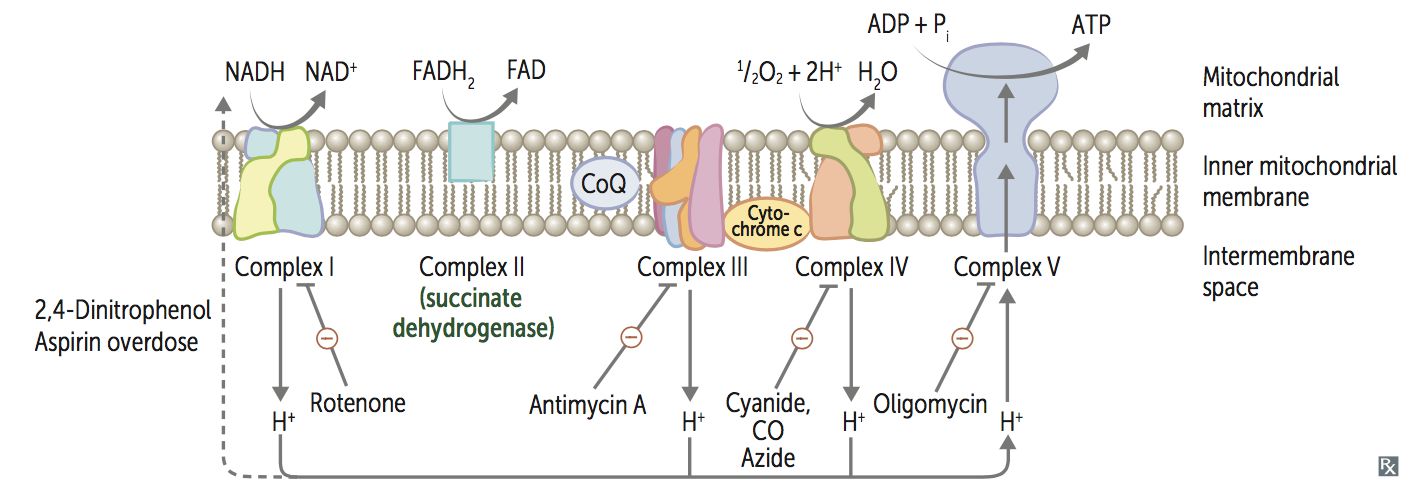 ADP + Pi
ATP
NADH
NAD+
FADH2
FAD
1/2O2 + 2H+
H2O
Mitochondrial
matrix
Inner mitochondrial
membrane
Intermembrane
space
CoQ
Cyto-
chrome c
Complex I
Complex II
(succinate
dehydrogenase)
Complex III
Complex IV
Complex V
2,4-Dinitrophenol
Aspirin overdose
Rotenone
Antimycin A
Cyanide,
CO
Azide
Oligomycin
H+
H+
H+
H+
Rx